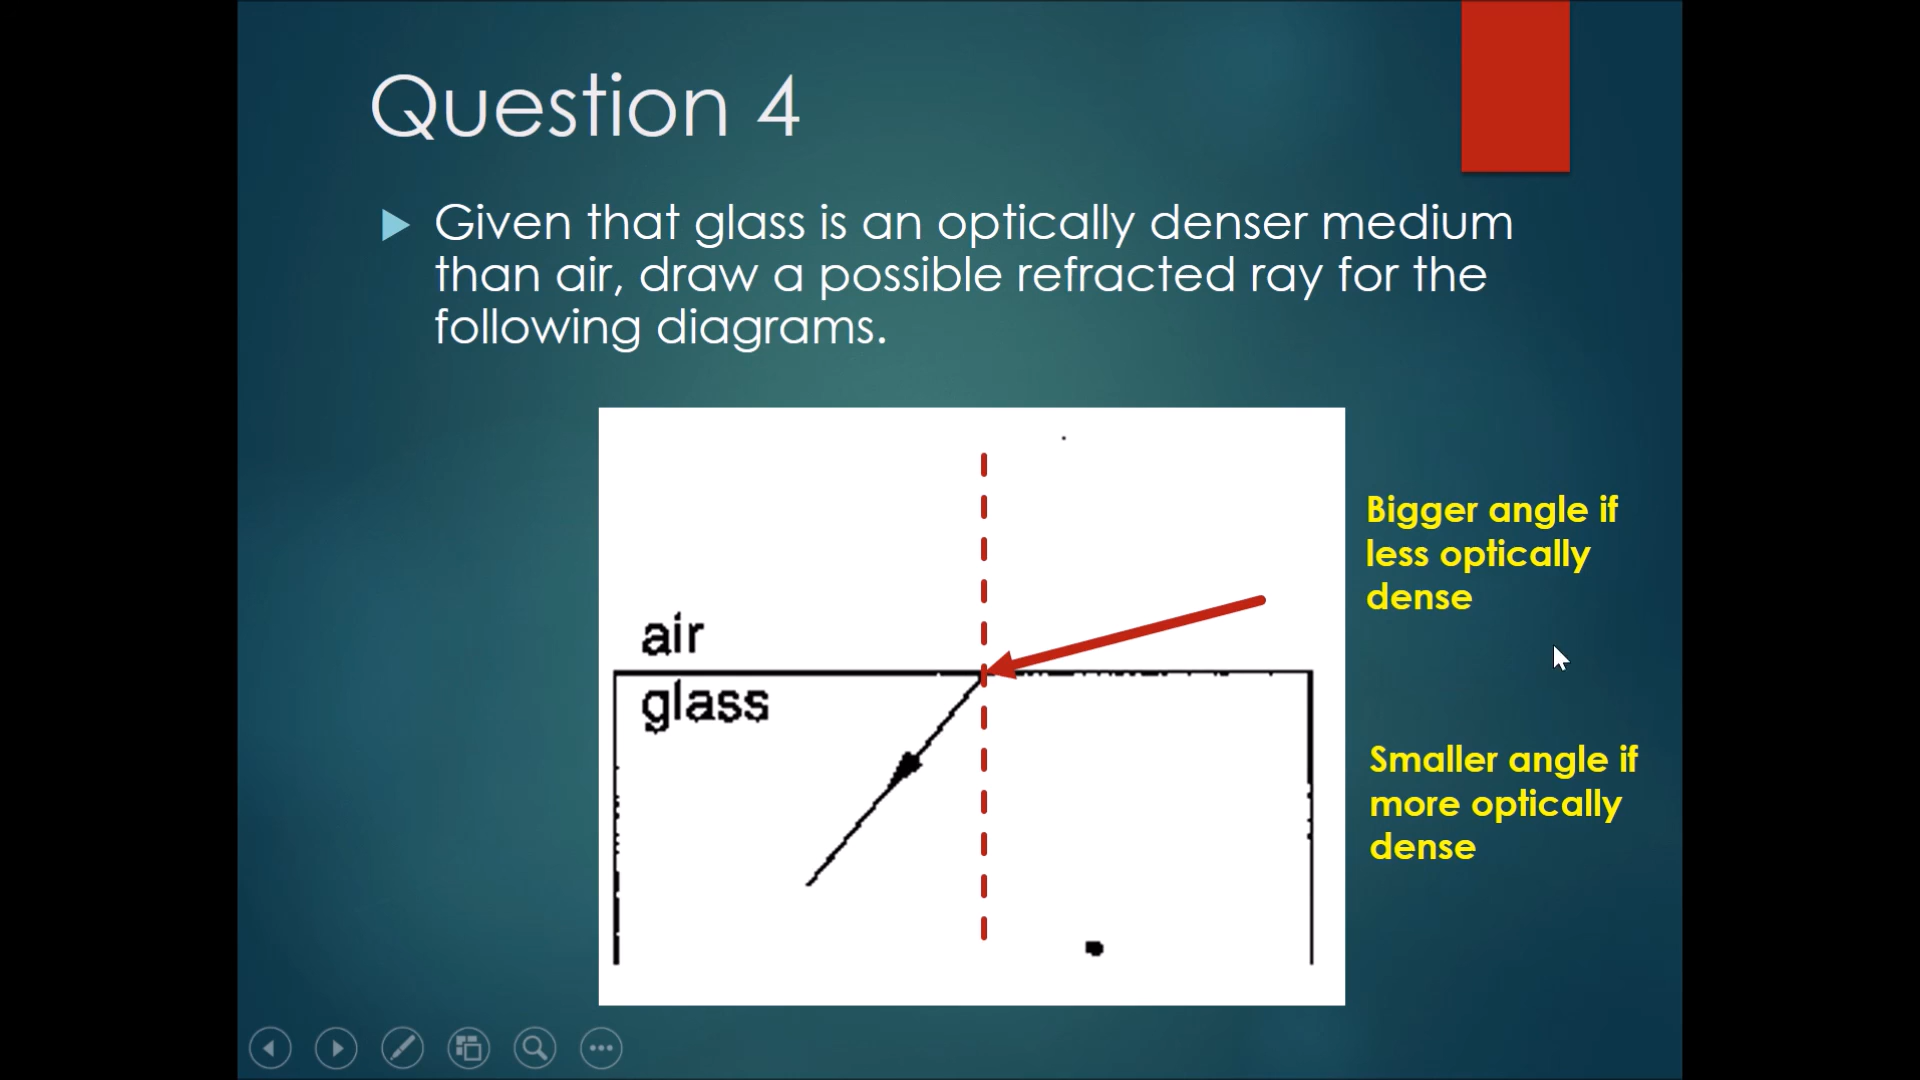 Question 4
Given that glass is an optically denser medium
than air, draw a possible refracted ray for the
following diagrams.
Bigger angle if
less optically
dense
air
glass
Smaller angle if
more optically
dense